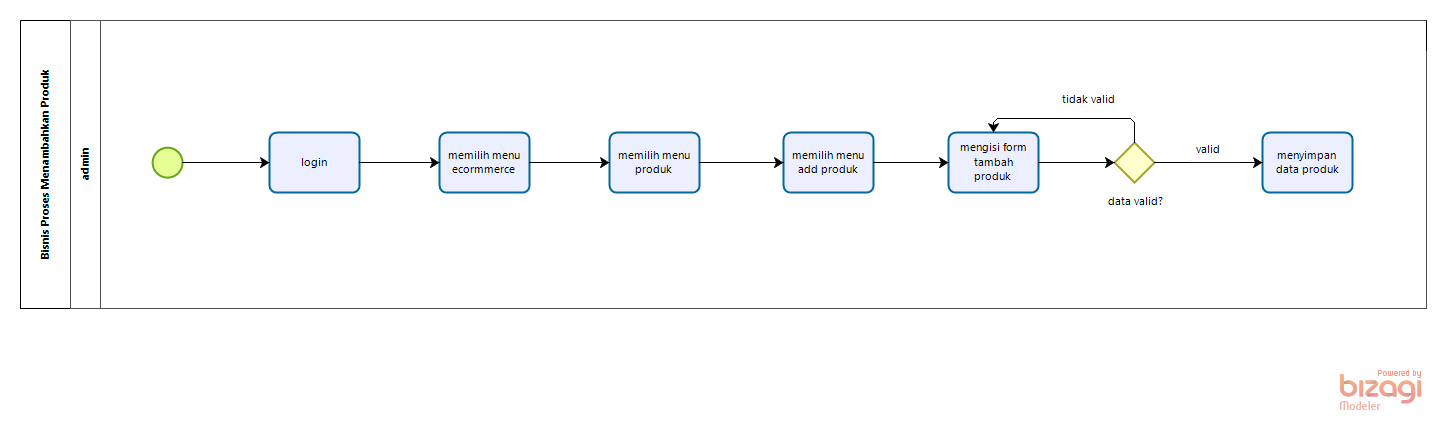 Bisnis Proses Menambahkan Produk
admin
login
memilih menu
ecormmerce
memilih menu
produk
memilih menu
add produk
mengisi form
tambah
produk
tidak valid
data valid?
valid
menyimpan
data produk
Powered by
bizagi
Modeler